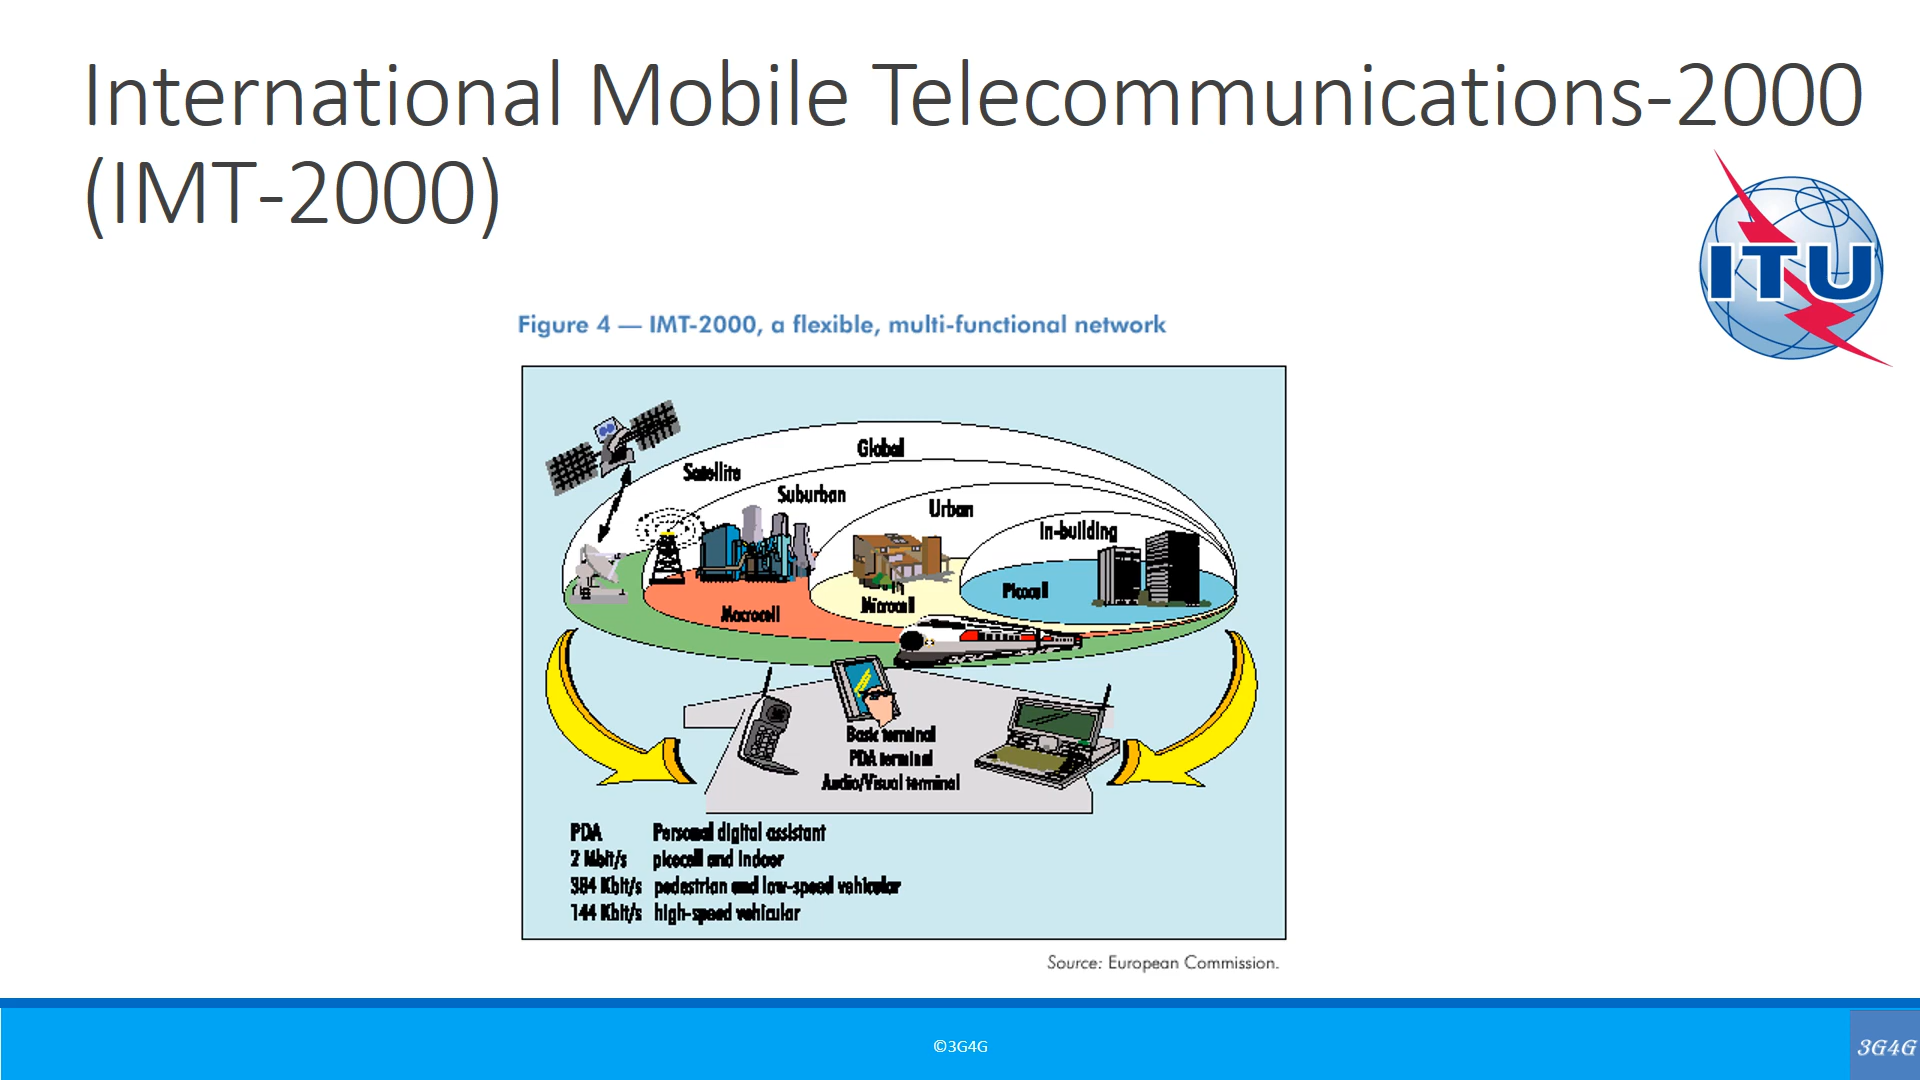 International Mobile Telecommunications-2000
(IMT-2000)
ITU
Figure 4 — IMT-2000, a flexible, multi-functional network
Global
Satellite
Suburban
Urban
In-building
Picocell
Microcell
Macrocell
Basic terminal
PDA terminal
Audio/Visual terminal
PDA Personal digital assistant
2 Mbit/s picocell and indoor
384 Kbit/s pedestrian and low-speed vehicular
144 Kbit/s high-speed vehicular
Source: European Commission.
©3G4G
3G4G